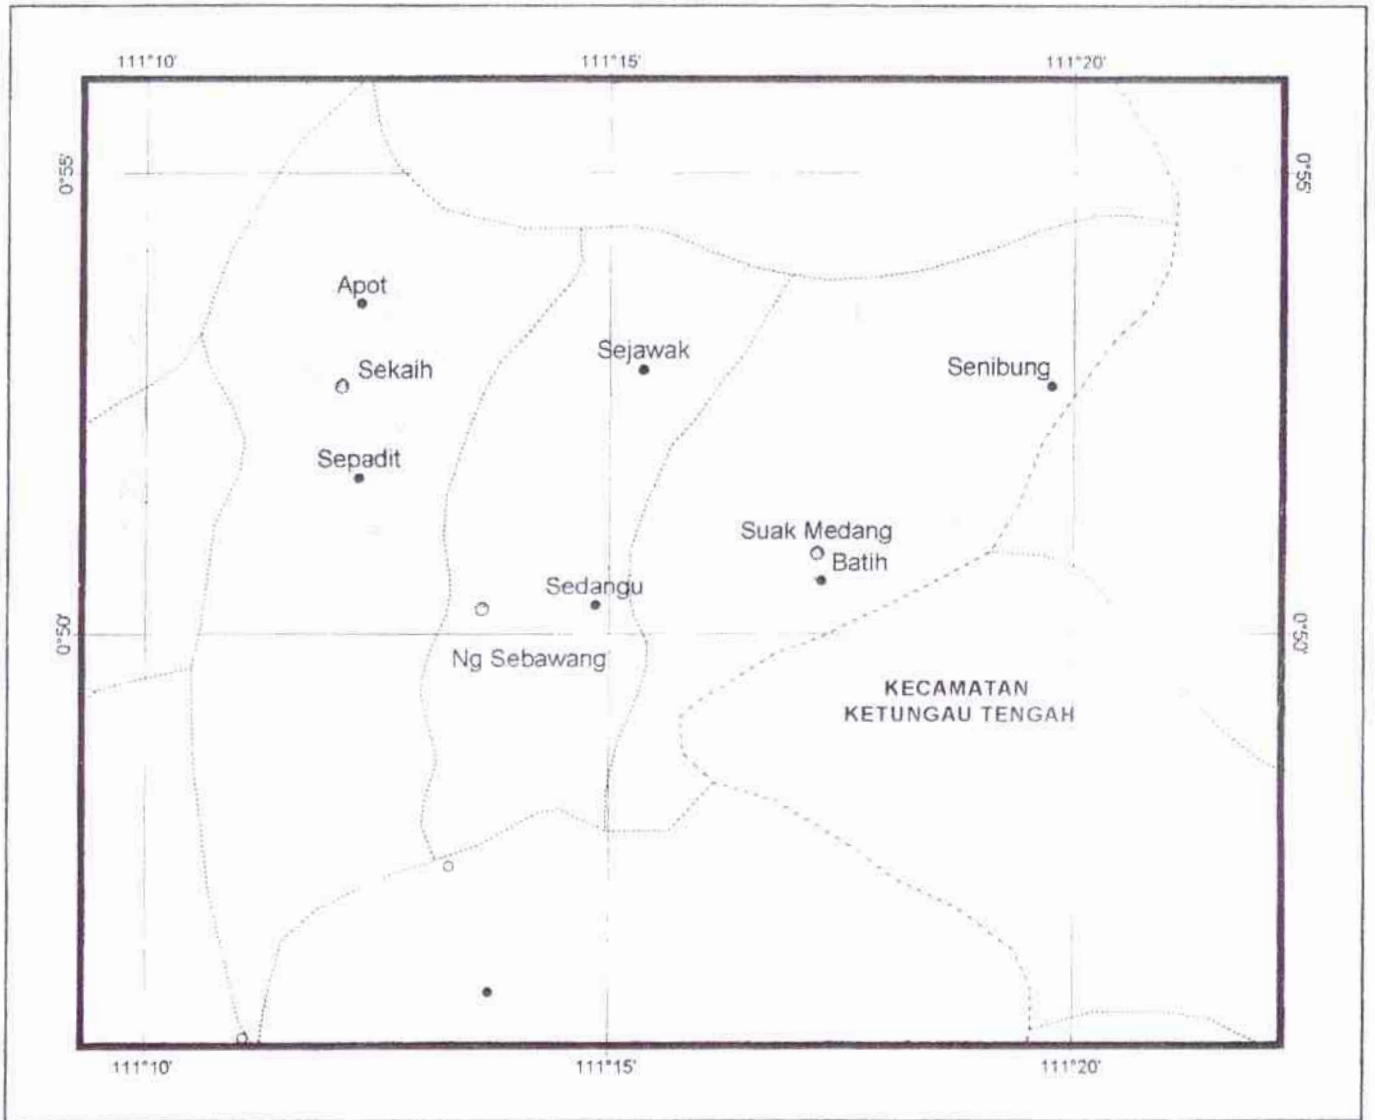 111°10'
111°15'
111°20'
0°55'
0°55'
Apot
Sejawak
Sekaih
Senibung
Sepadit
Suak Medang
Batih
Sedangu
0°50'
0°50'
Ng Sebawang
KECAMATAN
KETUNGAU TENGAH
111°10'
111°15'
111°20'